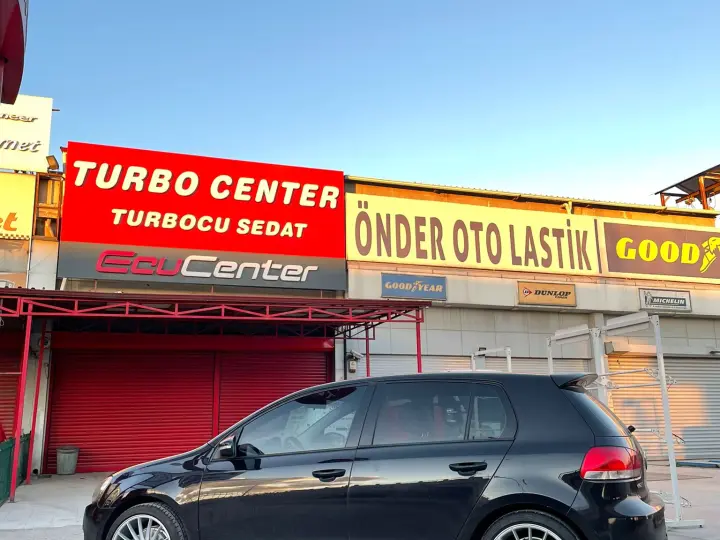 TURBO CENTER
TURBOCU SEDAT
EcuCenter
ÖNDER OTO LASTİK
GOOD
GOODYEAR
DUNLOP
MICHELIN